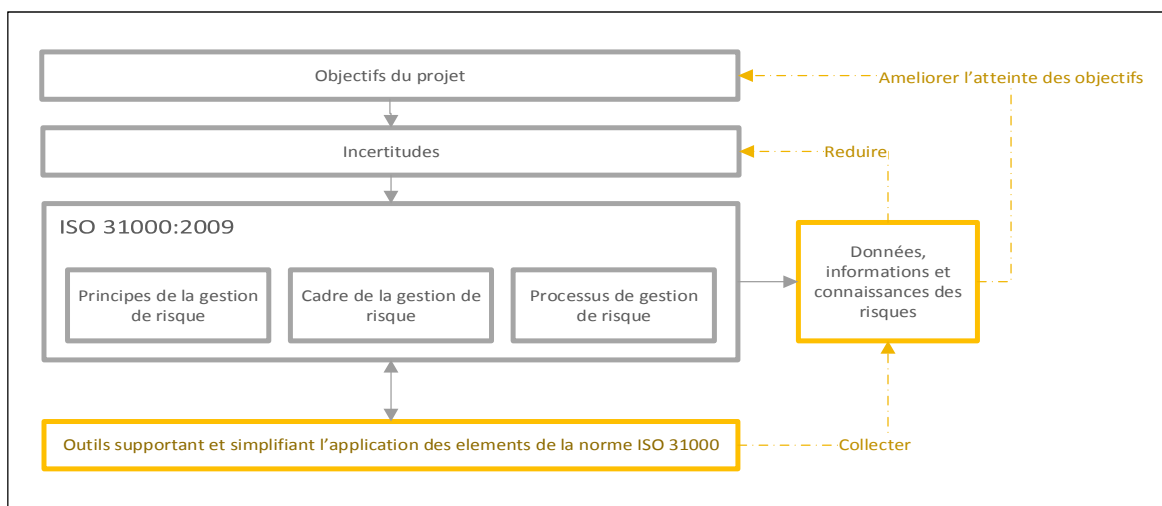 Objectifs du projet
Ameliorer l'atteinte des objectifs
Incertitudes
Reduire
ISO 31000:2009
Principes de la gestion
de risque
Cadre de la gestion de
risque
Processus de gestion
de risque
Données,
informations et
connaissances des
risques
Outils supportant et simplifiant l'application des elements de la norme ISO 31000
Collecter